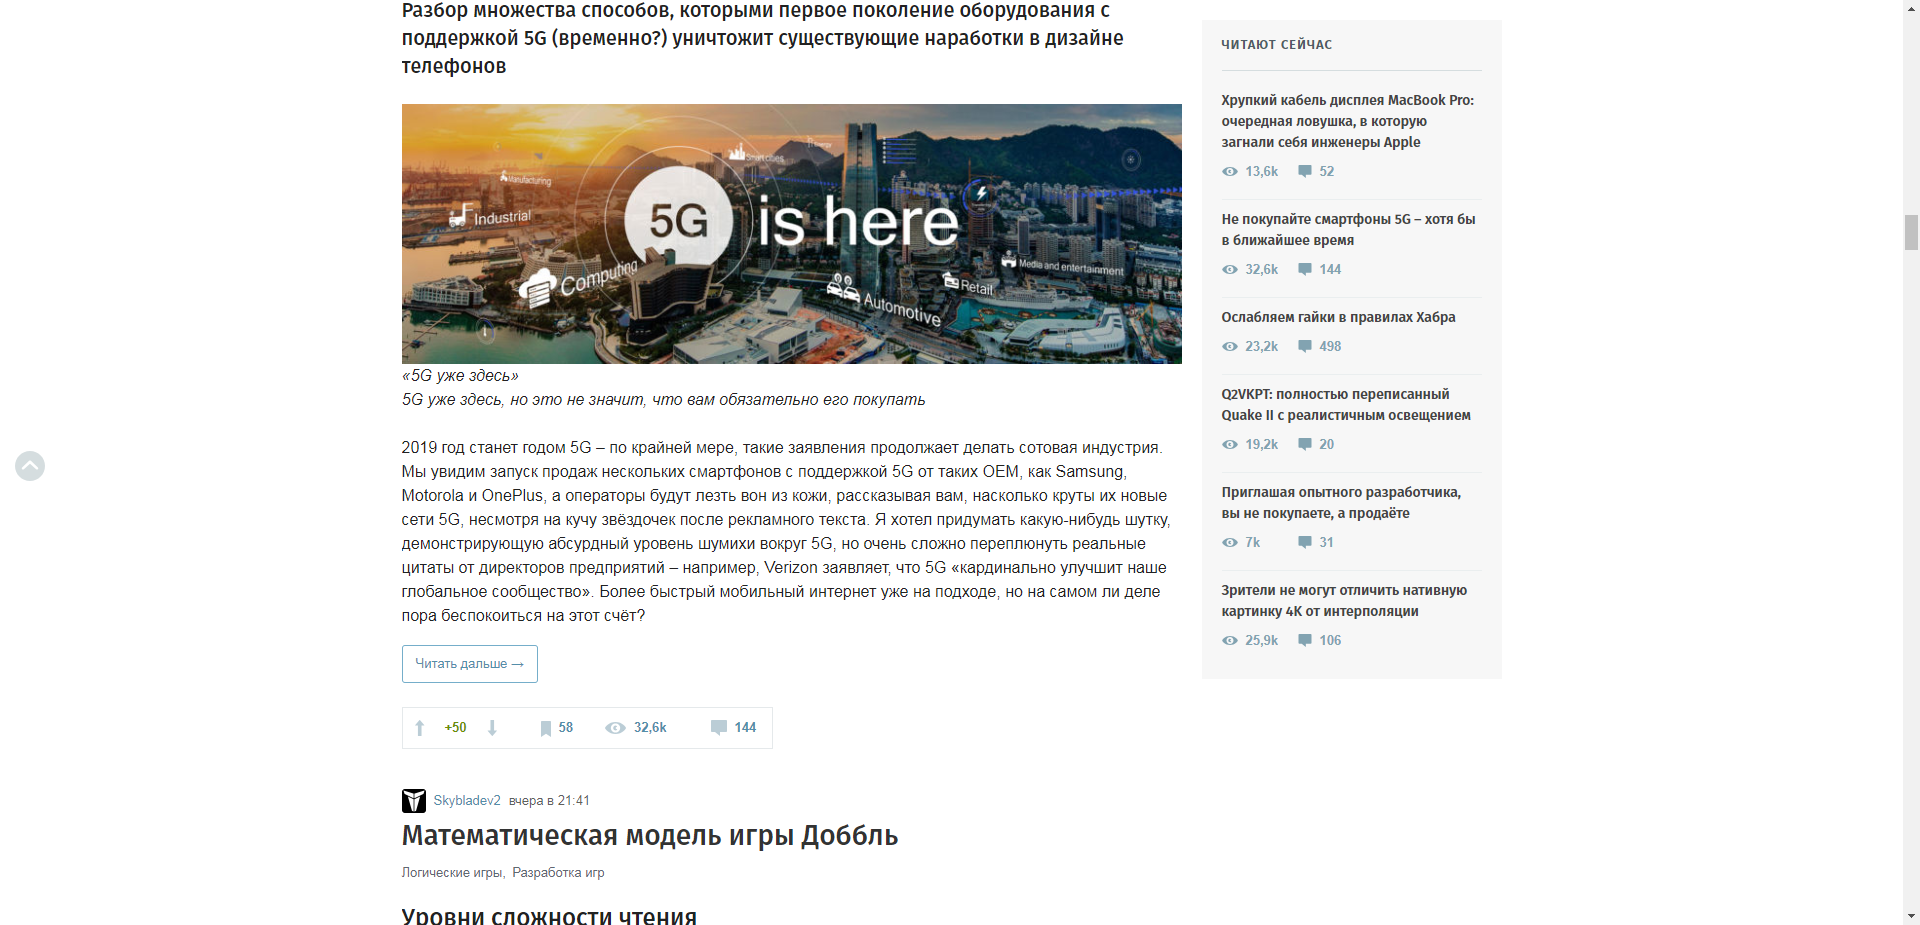 Разбор множества способов, которыми первое поколение оборудования с
поддержкой 5G (временно?) уничтожит существующие наработки в дизайне
телефонов
Smart cities
Energy
Manufacturing
Industrial
5G is here
Computing
Media and entertainment
Retail
Automotive
«5G уже здесь»
5G уже здесь, но это не значит, что вам обязательно его покупать
2019 год станет годом 5G – по крайней мере, такие заявления продолжает делать сотовая индустрия.
Мы увидим запуск продаж нескольких смартфонов с поддержкой 5G от таких OEM, как Samsung,
Motorola и OnePlus, а операторы будут лезть вон из кожи, рассказывая вам, насколько круты их новые
сети 5G, несмотря на кучу звёздочек после рекламного текста. Я хотел придумать какую-нибудь шутку,
демонстрирующую абсурдный уровень шумихи вокруг 5G, но очень сложно переплюнуть реальные
цитаты от директоров предприятий – например, Verizon заявляет, что 5G «кардинально улучшит наше
глобальное сообщество». Более быстрый мобильный интернет уже на подходе, но на самом ли деле
пора беспокоиться на этот счёт?
Читать дальше →
+50 58 32,6k 144
Skybladev2 вчера в 21:41
Математическая модель игры Доббль
Логические игры, Разработка игр
Уровни сложности чтения
ЧИТАЮТ СЕЙЧАС
Хрупкий кабель дисплея MacBook Pro:
очередная ловушка, в которую
загнали себя инженеры Apple
13,6k 52
Не покупайте смартфоны 5G – хотя бы
в ближайшее время
32,6k 144
Ослабляем гайки в правилах Хабра
23,2k 498
Q2VKPT: полностью переписанный
Quake II с реалистичным освещением
19,2k 20
Приглашая опытного разработчика,
вы не покупаете, а продаёте
7k 31
Зрители не могут отличить нативную
картинку 4K от интерполяции
25,9k 106